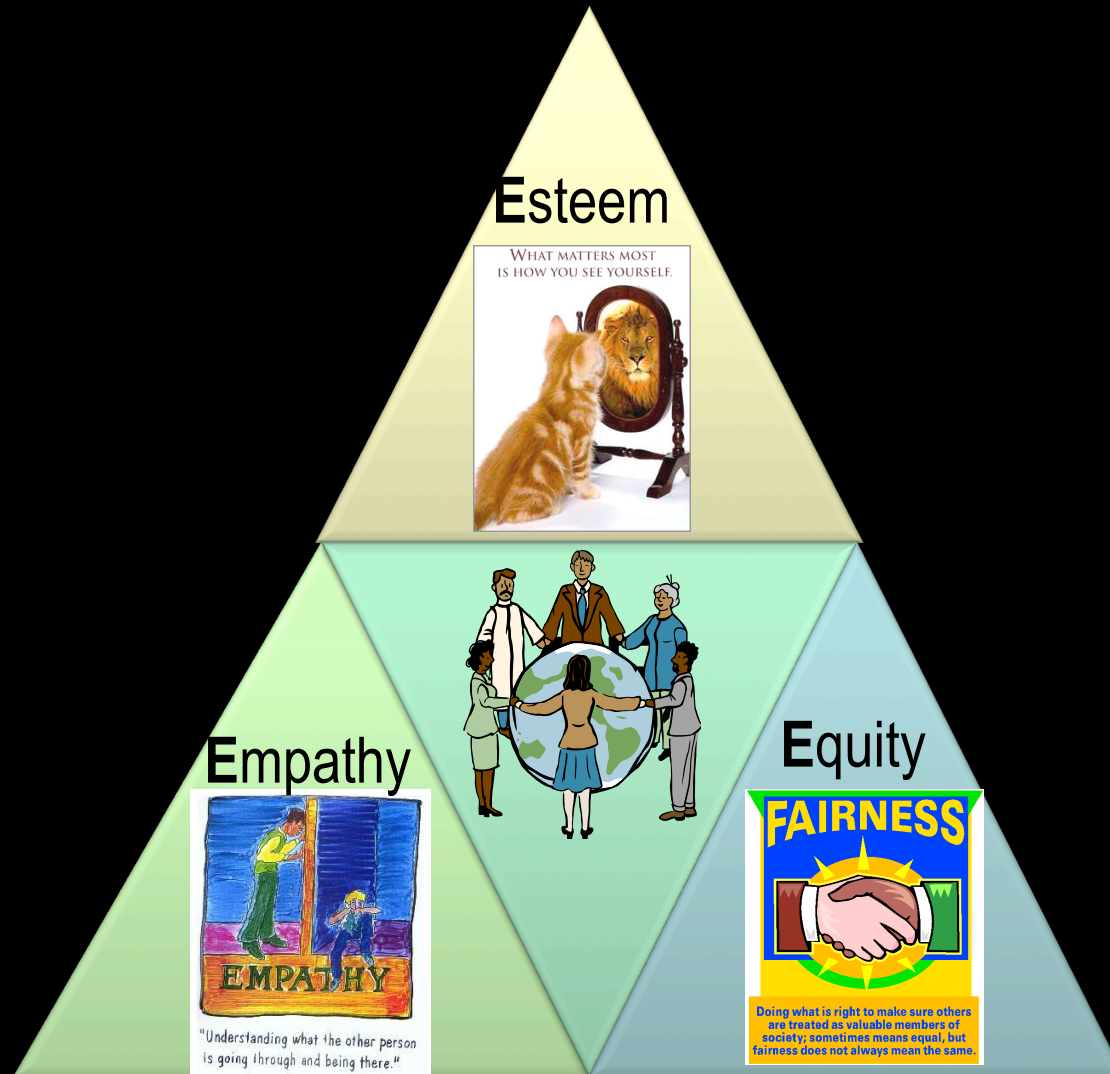 Esteem
WHAT MATTERS MOST
IS HOW YOU SEE YOURSELF.
Empathy
EMPATHY
"Understanding what the other person
is going through and being there."
Equity
FAIRNESS
Doing what is right to make sure others
are treated as valuable members of
society; sometimes means equal, but
fairness does not always mean the same.